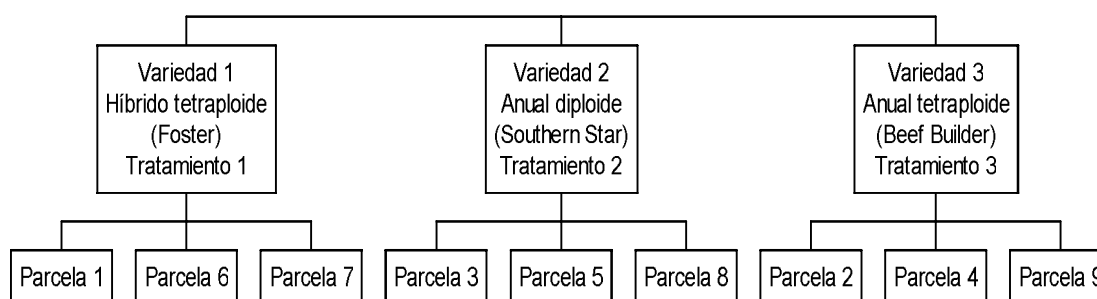 Variedad 1
Híbrido tetraploide
(Foster)
Tratamiento 1
Variedad 2
Anual diploide
(Southern Star)
Tratamiento 2
Variedad 3
Anual tetraploide
(Beef Builder)
Tratamiento 3
Parcela 1
Parcela 6
Parcela 7
Parcela 3
Parcela 5
Parcela 8
Parcela 2
Parcela 4
Parcela 9